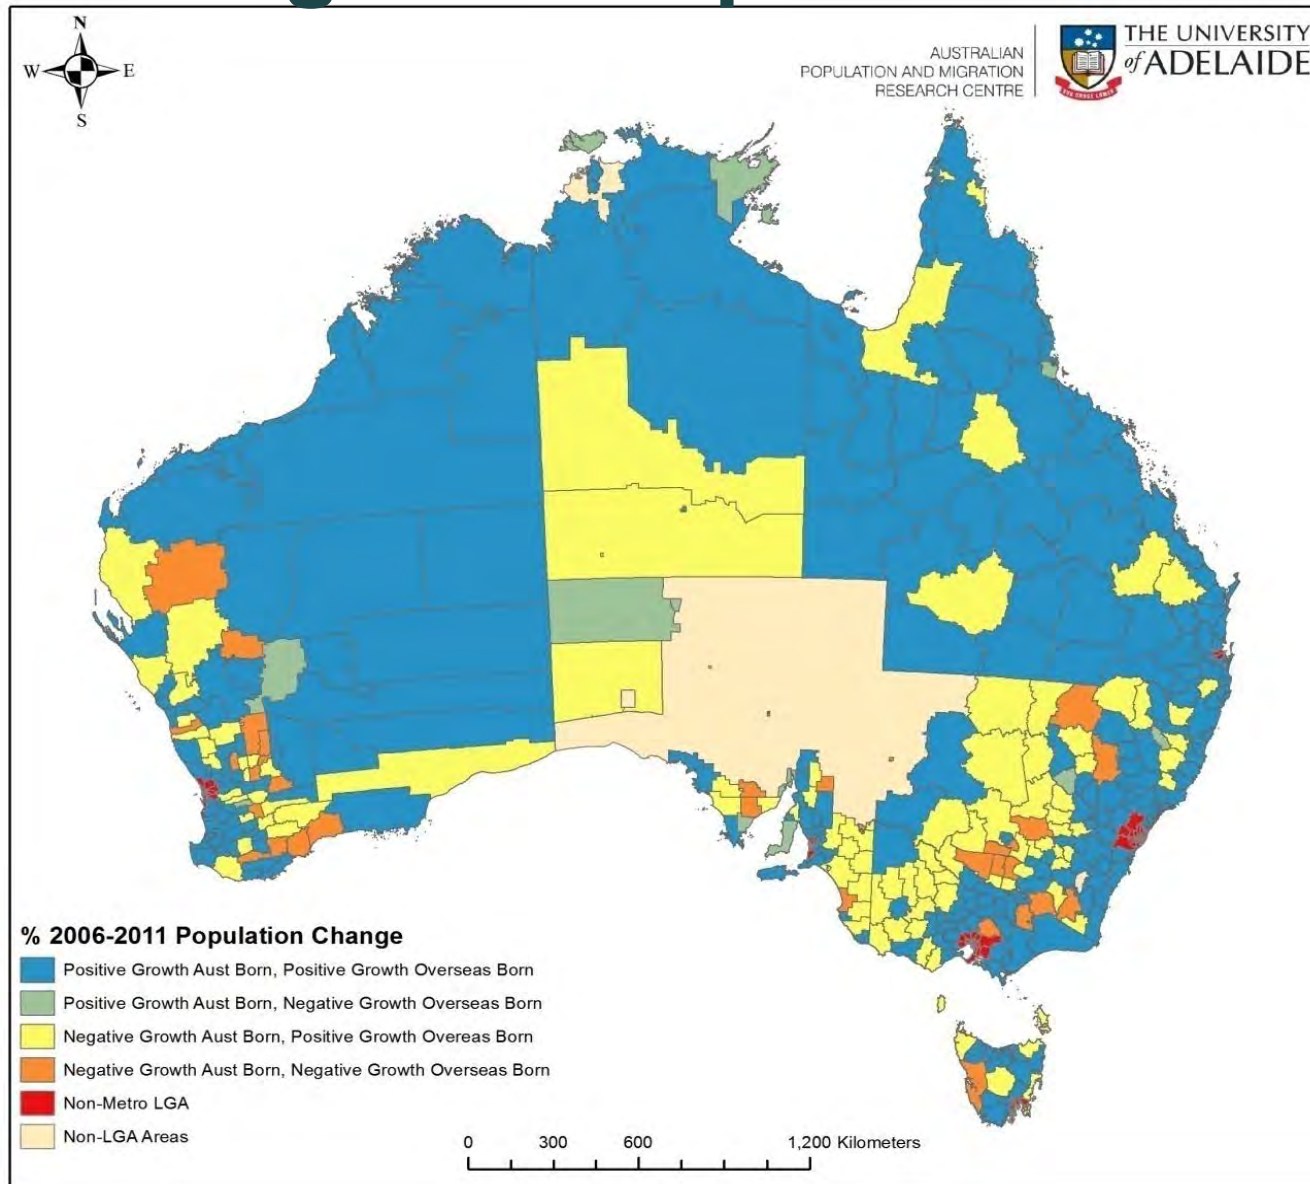 N
W E
S
AUSTRALIAN
POPULATION AND MIGRATION
RESEARCH CENTRE
THE UNIVERSITY
of ADELAIDE
% 2006-2011 Population Change
Positive Growth Aust Born, Positive Growth Overseas Born
Positive Growth Aust Born, Negative Growth Overseas Born
Negative Growth Aust Born, Positive Growth Overeas Born
Negative Growth Aust Born, Negative Growth Overseas Born
Non-Metro LGA
Non-LGA Areas
0 300 600 1,200 Kilometers